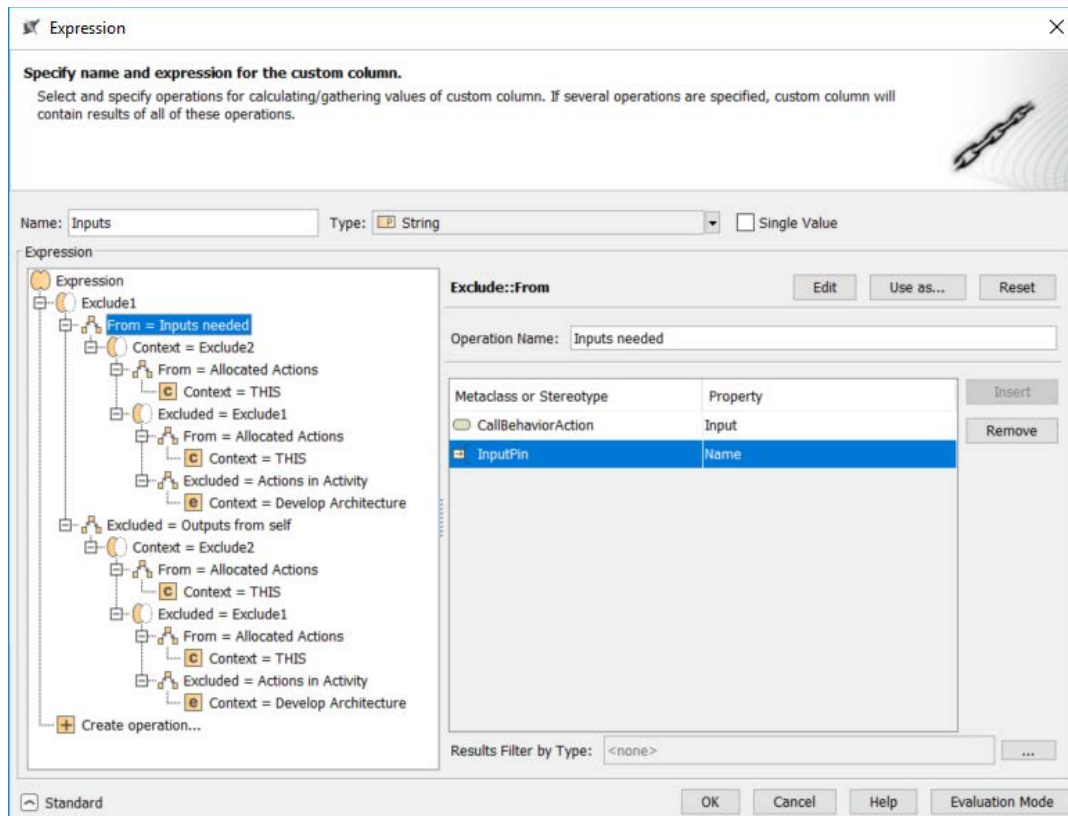 Expression
Specify name and expression for the custom column.
Select and specify operations for calculating/gathering values of custom column. If several operations are specified, custom column will
contain results of all of these operations.
Name: Inputs Type: P String Single Value
Expression
Expression
Exclude1
From = Inputs needed
Context = Exclude2
From = Allocated Actions
C Context = THIS
Excluded = Exclude1
From = Allocated Actions
C Context = THIS
Excluded = Actions in Activity
e Context = Develop Architecture
Excluded = Outputs from self
Context = Exclude2
From = Allocated Actions
C Context = THIS
Excluded = Exclude1
From = Allocated Actions
C Context = THIS
Excluded = Actions in Activity
e Context = Develop Architecture
Create operation...
Exclude::From Edit Use as... Reset
Operation Name: Inputs needed
Metaclass or Stereotype Property Insert
CallBehaviorAction Input Remove
InputPin Name
Results Filter by Type: <none> ...
Standard OK Cancel Help Evaluation Mode